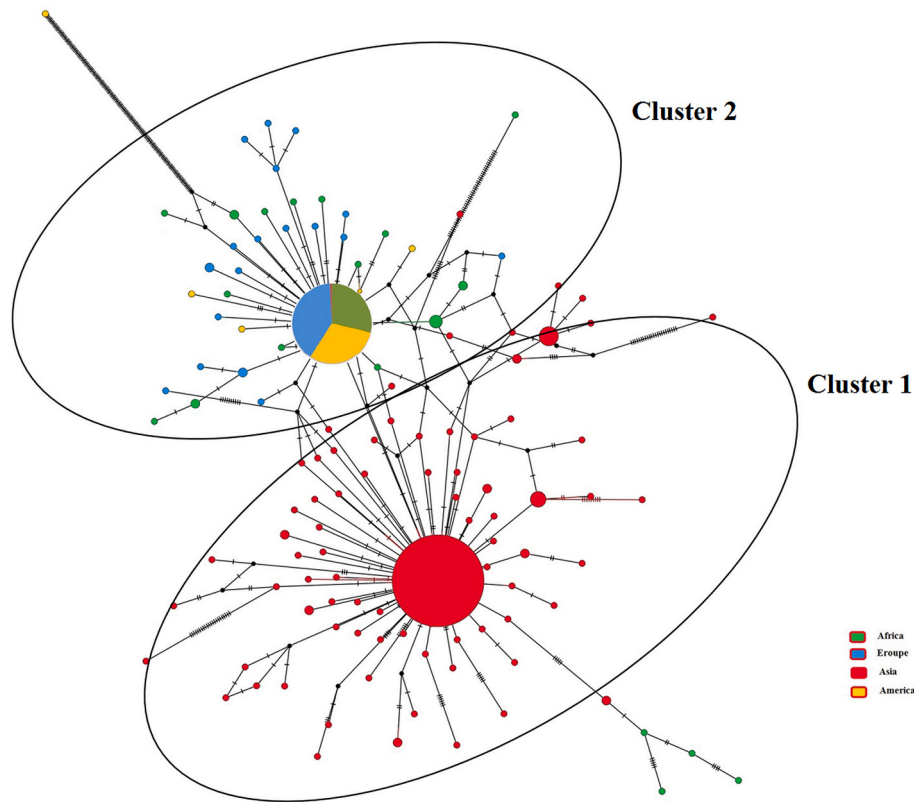 Cluster 2
Cluster 1
Africa
Eroupe
Asia
America